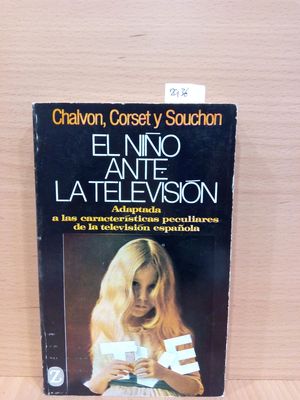 Chalvon, Corset y Souchon
EL NIÑO
ANTE
LA TELEVISIÓN
Adaptada
a las características peculiares
de la televisión española
T E
Z